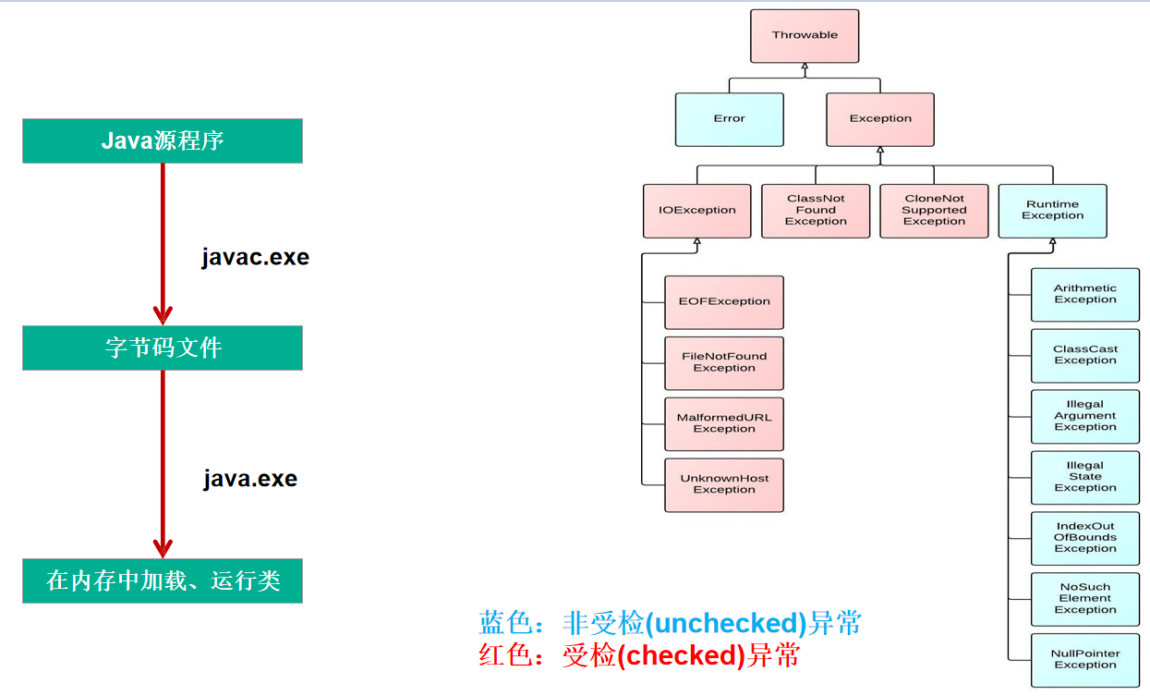 Java源程序
javac.exe
字节码文件
java.exe
在内存中加载、运行类
Throwable
Error
Exception
IOException
ClassNot
Found
Exception
CloneNot
Supported
Exception
Runtime
Exception
EOFException
FileNotFound
Exception
MalformedURL
Exception
UnknownHost
Exception
Arithmetic
Exception
ClassCast
Exception
Illegal
Argument
Exception
Illegal
State
Exception
IndexOut
OfBounds
Exception
NoSuch
Element
Exception
NullPointer
Exception
蓝色：非受检(unchecked)异常
红色：受检(checked)异常